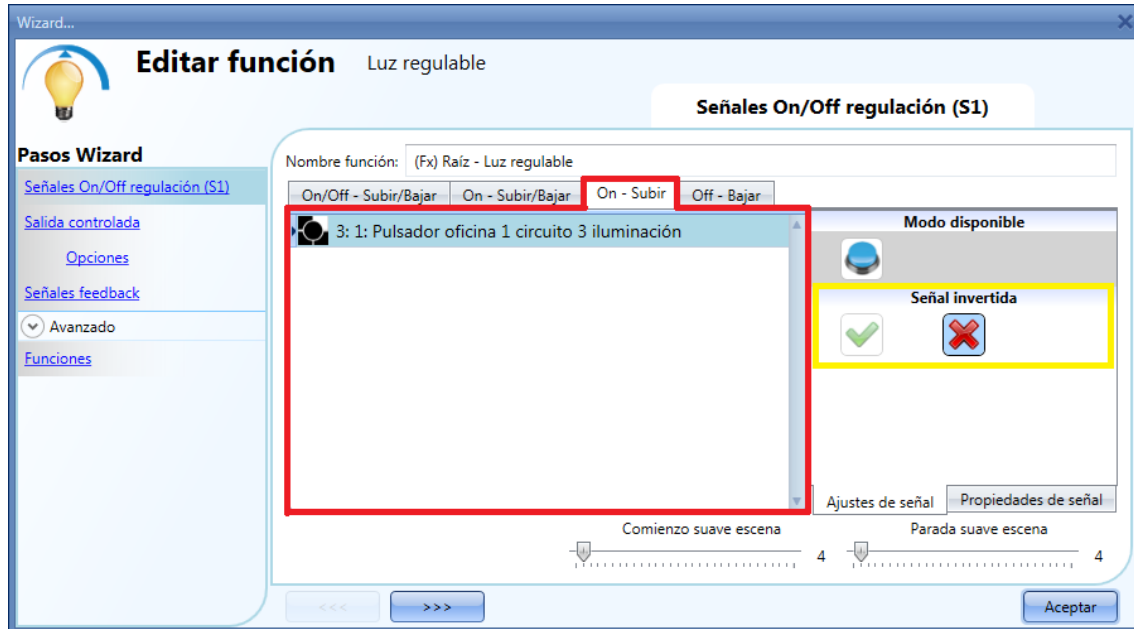 Wizard...
Editar función Luz regulable
Señales On/Off regulación (S1)
Pasos Wizard
Señales On/Off regulación (S1)
Salida controlada
Opciones
Señales feedback
Avanzado
Funciones
Nombre función: (Fx) Raíz - Luz regulable
On/Off - Subir/Bajar On - Subir/Bajar On - Subir Off - Bajar
3: 1: Pulsador oficina 1 circuito 3 iluminación
Modo disponible
Señal invertida
Ajustes de señal Propiedades de señal
Comienzo suave escena 4
Parada suave escena 4
<<< >>> Aceptar